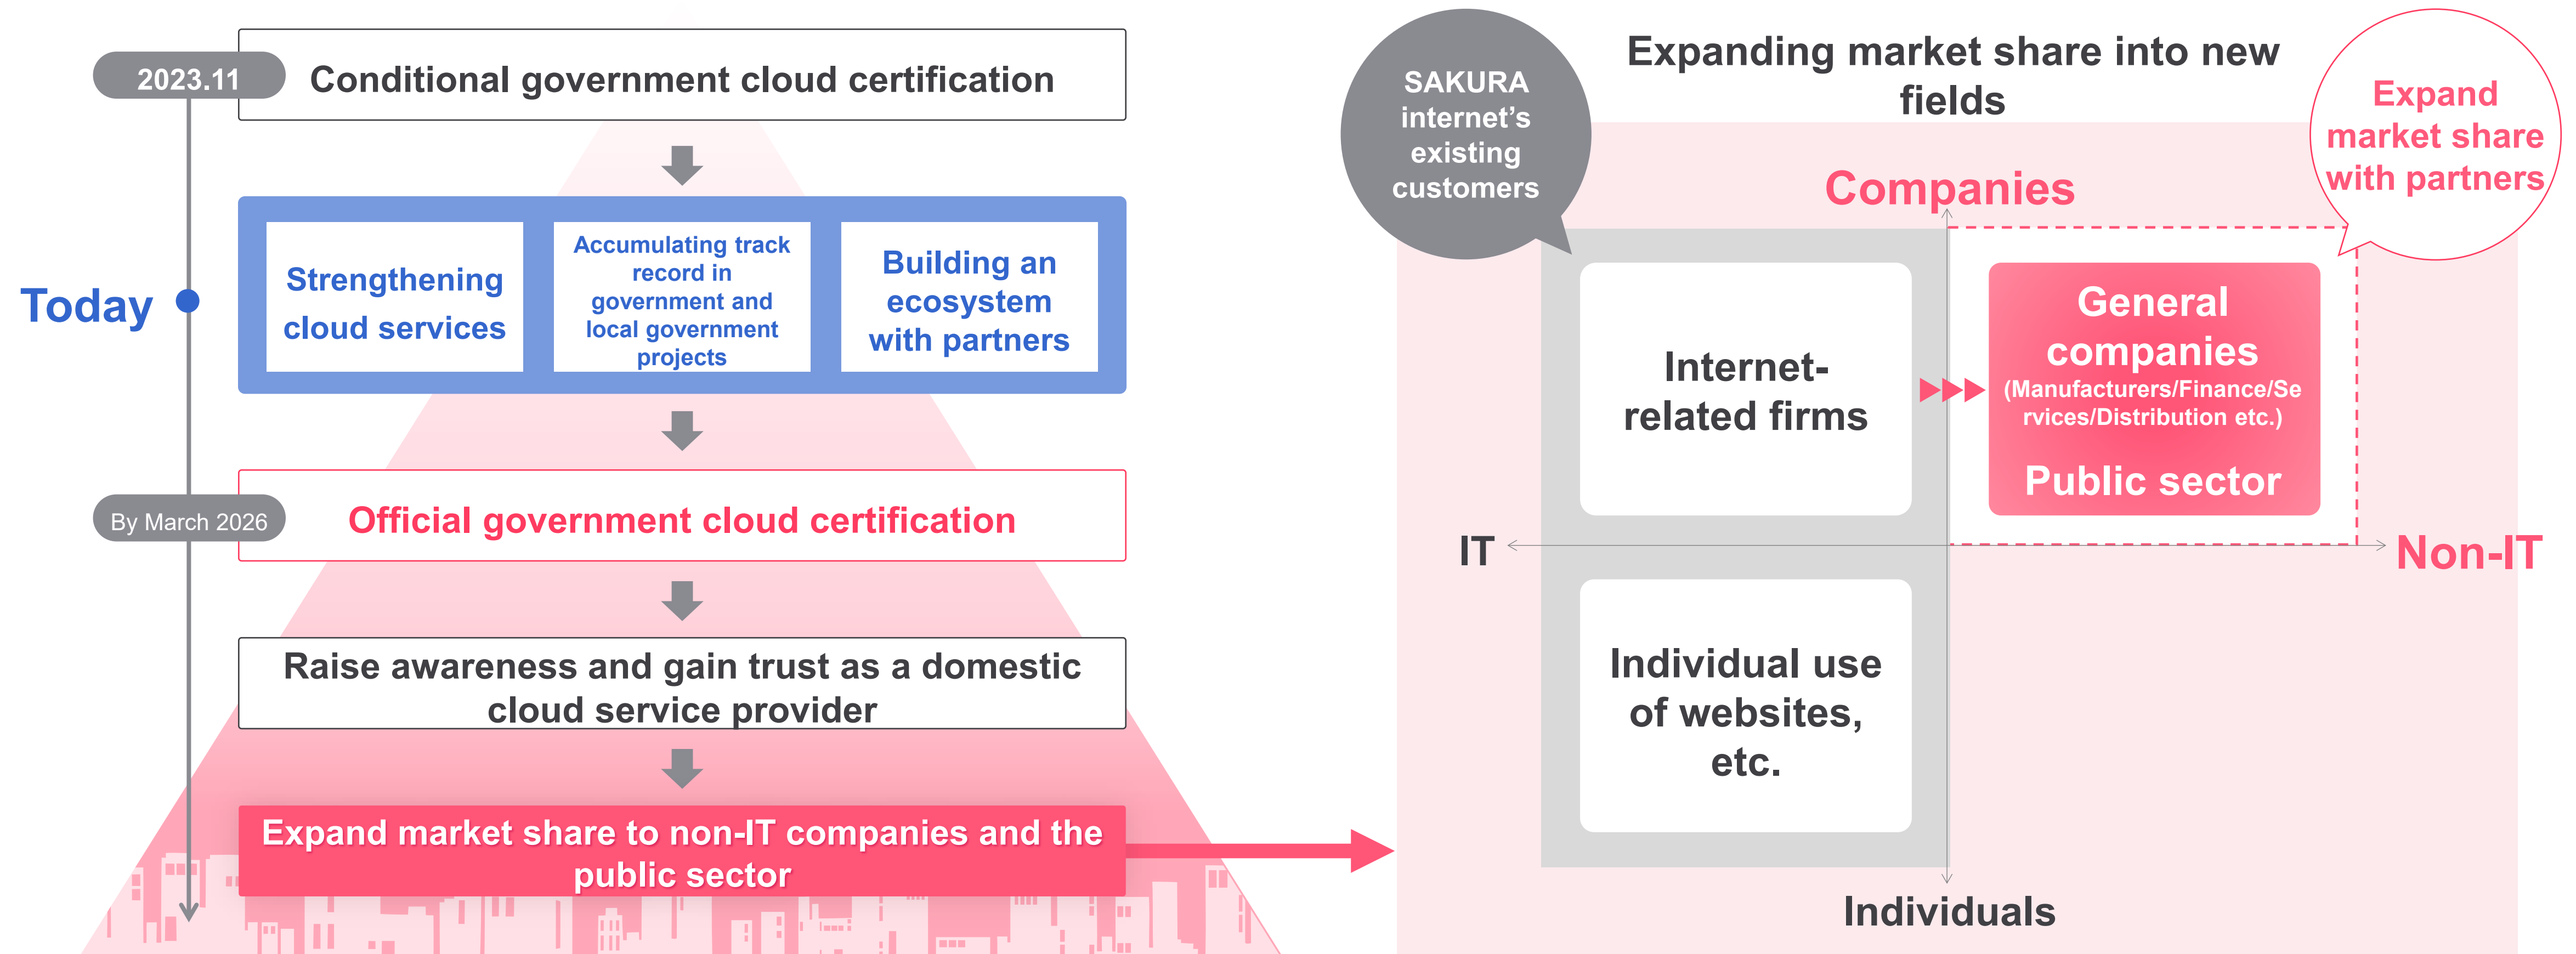 2023.11
Conditional government cloud certification
Today
Strengthening
cloud services
Accumulating track
record in
government and
local government
projects
Building an
ecosystem
with partners
By March 2026
Official government cloud certification
Raise awareness and gain trust as a domestic
cloud service provider
Expand market share to non-IT companies and the
public sector
SAKURA
internet’s
existing
customers
Expanding market share into new
fields
Expand
market share
with partners
Companies
Internet-
related firms
General
companies
(Manufacturers/Finance/Se
rvices/Distribution etc.)
Public sector
IT
Non-IT
Individual use
of websites,
etc.
Individuals